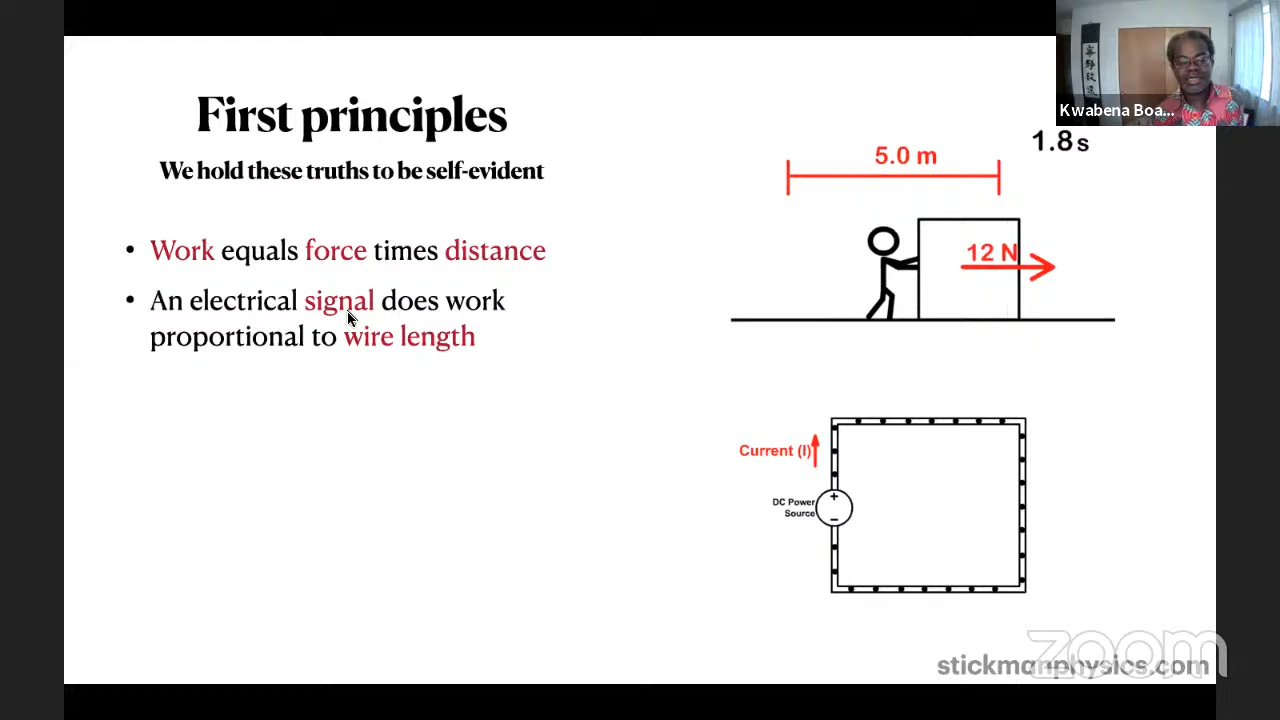 First principles
We hold these truths to be self-evident
• Work equals force times distance
• An electrical signal does work
proportional to wire length
Kwabena Boa...
1.8 s
5.0 m
12 N
Current (I)
DC Power
Source
+
−
stickmanphysics.com
zoom